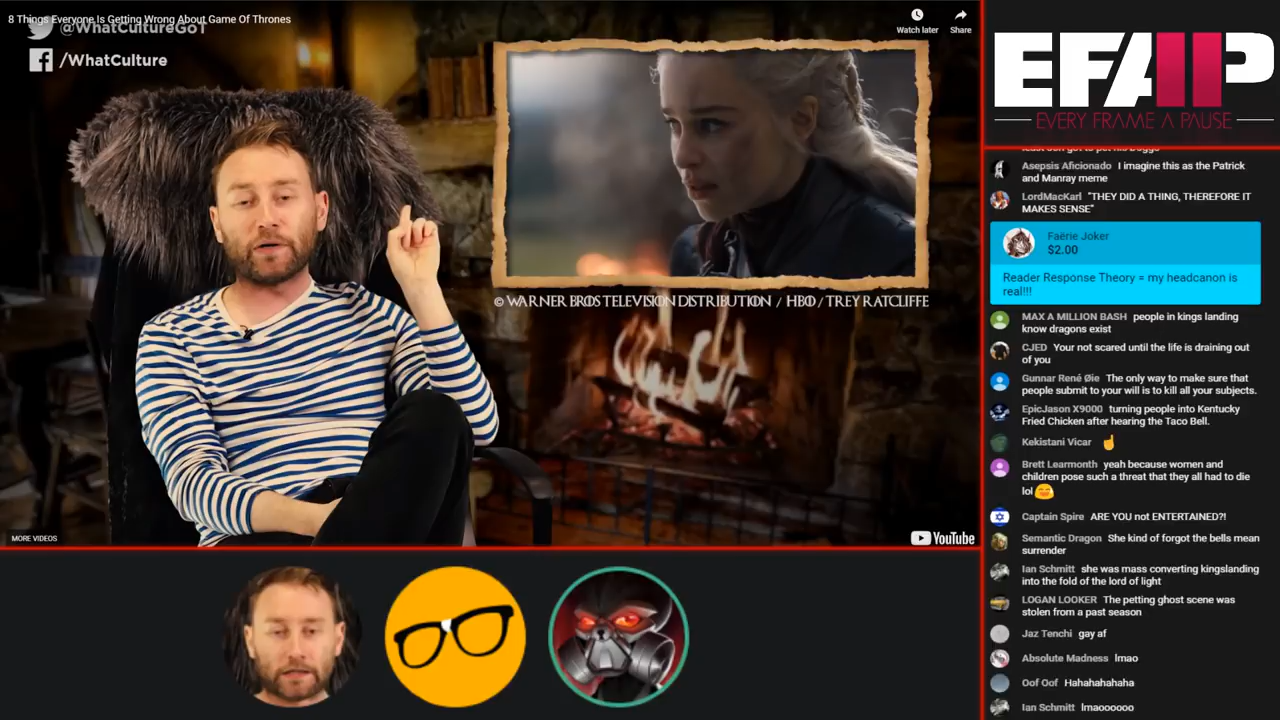 8 Things Everyone Is Getting Wrong About Game Of Thrones
@WhatCultureGoT
/WhatCulture
Watch later
Share
© WARNER BROS TELEVISION DISTRIBUTION / HBO / TREY RATCLIFFE
MORE VIDEOS
YouTube
EFAP
EVERY FRAME A PAUSE
Asepsis Aficionado I imagine this as the Patrick
and Manray meme
LordMacKarl "THEY DID A THING, THEREFORE IT
MAKES SENSE"
Faërie Joker
$2.00
Reader Response Theory = my headcanon is
real!!!
MAX A MILLION BASH people in kings landing
know dragons exist
CJED Your not scared until the life is draining out
of you
Gunnar René Øie The only way to make sure that
people submit to your will is to kill all your subjects.
EpicJason X9000 turning people into Kentucky
Fried Chicken after hearing the Taco Bell.
Kekistani Vicar ☝
Brett Learmonth yeah because women and
children pose such a threat that they all had to die
lol
Captain Spire ARE YOU not ENTERTAINED?!
Semantic Dragon She kind of forgot the bells mean
surrender
Ian Schmitt she was mass converting kingslanding
into the fold of the lord of light
LOGAN LOOKER The petting ghost scene was
stolen from a past season
Jaz Tenchi gay af
Absolute Madness lmao
Oof Oof Hahahahahaha
Ian Schmitt lmaoooooo